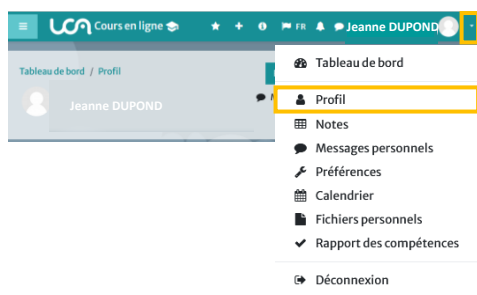 UCA Cours en ligne FR Jeanne DUPOND
Tableau de bord / Profil
Jeanne DUPOND
Tableau de bord
Profil
Notes
Messages personnels
Préférences
Calendrier
Fichiers personnels
Rapport des compétences
Déconnexion